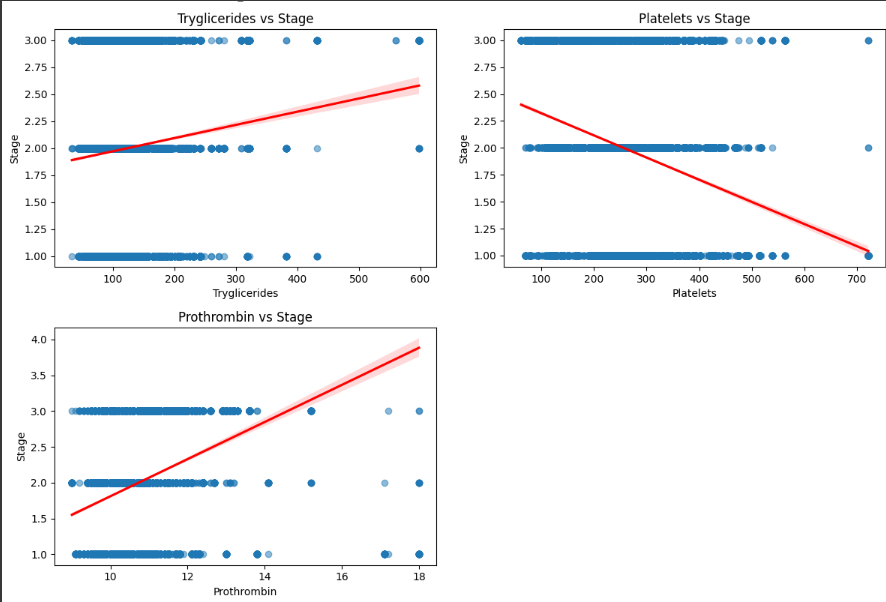 Tryglicerides vs Stage
3.00
2.75
2.50
2.25
2.00
1.75
1.50
1.25
1.00
Stage
100 200 300 400 500 600
Tryglicerides
Platelets vs Stage
3.00
2.75
2.50
2.25
2.00
1.75
1.50
1.25
1.00
Stage
100 200 300 400 500 600 700
Platelets
Prothrombin vs Stage
4.0
3.5
3.0
2.5
2.0
1.5
1.0
Stage
10 12 14 16 18
Prothrombin